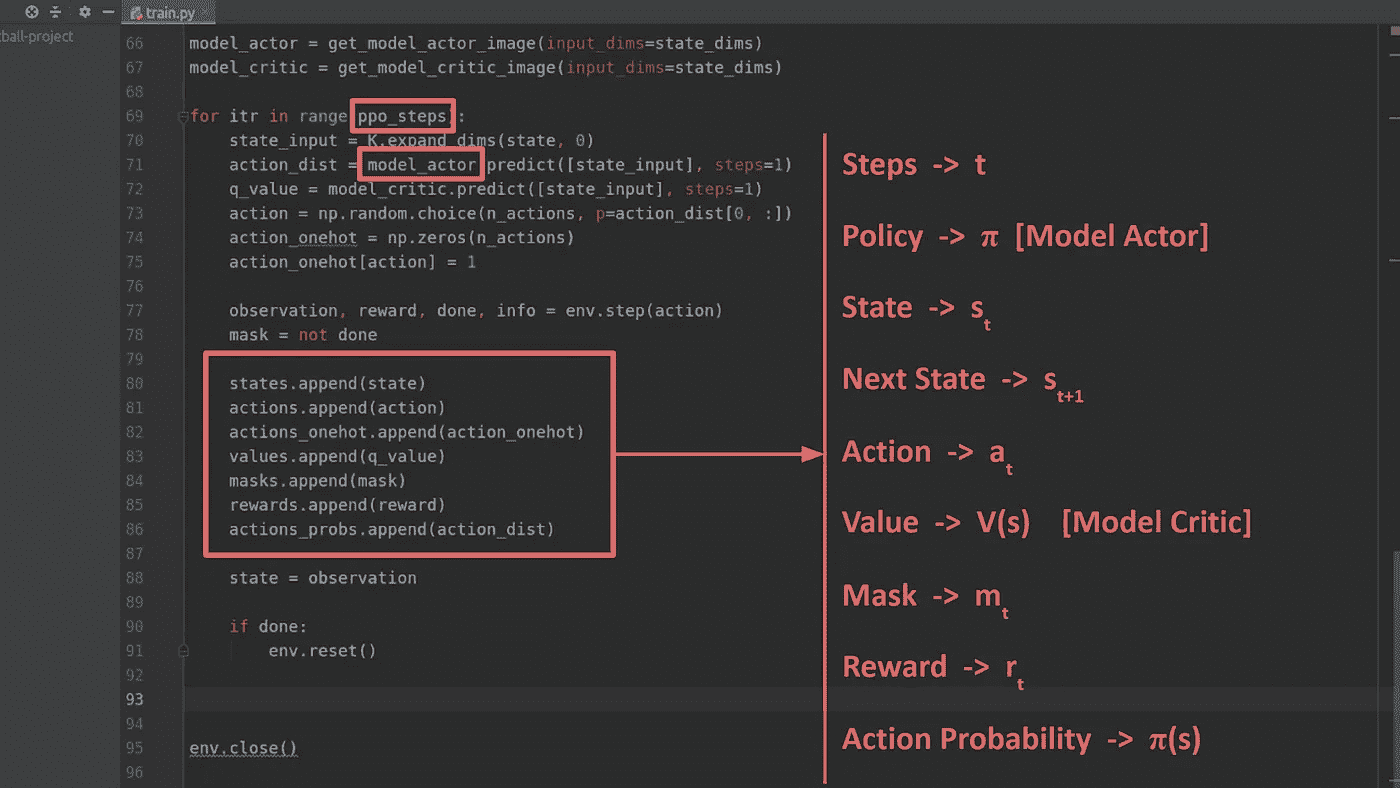 train.py
tball-project
66 model_actor = get_model_actor_image(input_dims=state_dims)
67 model_critic = get_model_critic_image(input_dims=state_dims)
68
69 for itr in range(ppo_steps):
70 state_input = K.expand_dims(state, 0)
71 action_dist = model_actor.predict([state_input], steps=1)
72 q_value = model_critic.predict([state_input], steps=1)
73 action = np.random.choice(n_actions, p=action_dist[0, :])
74 action_onehot = np.zeros(n_actions)
75 action_onehot[action] = 1
76
77 observation, reward, done, info = env.step(action)
78 mask = not done
79
80 states.append(state)
81 actions.append(action)
82 actions_onehot.append(action_onehot)
83 values.append(q_value)
84 masks.append(mask)
85 rewards.append(reward)
86 actions_probs.append(action_dist)
87
88 state = observation
89
90 if done:
91 env.reset()
92
93
94
95 env.close()
96
Steps -> t
Policy -> π [Model Actor]
State -> st
Next State -> st+1
Action -> at
Value -> V(s) [Model Critic]
Mask -> mt
Reward -> rt
Action Probability -> π(s)